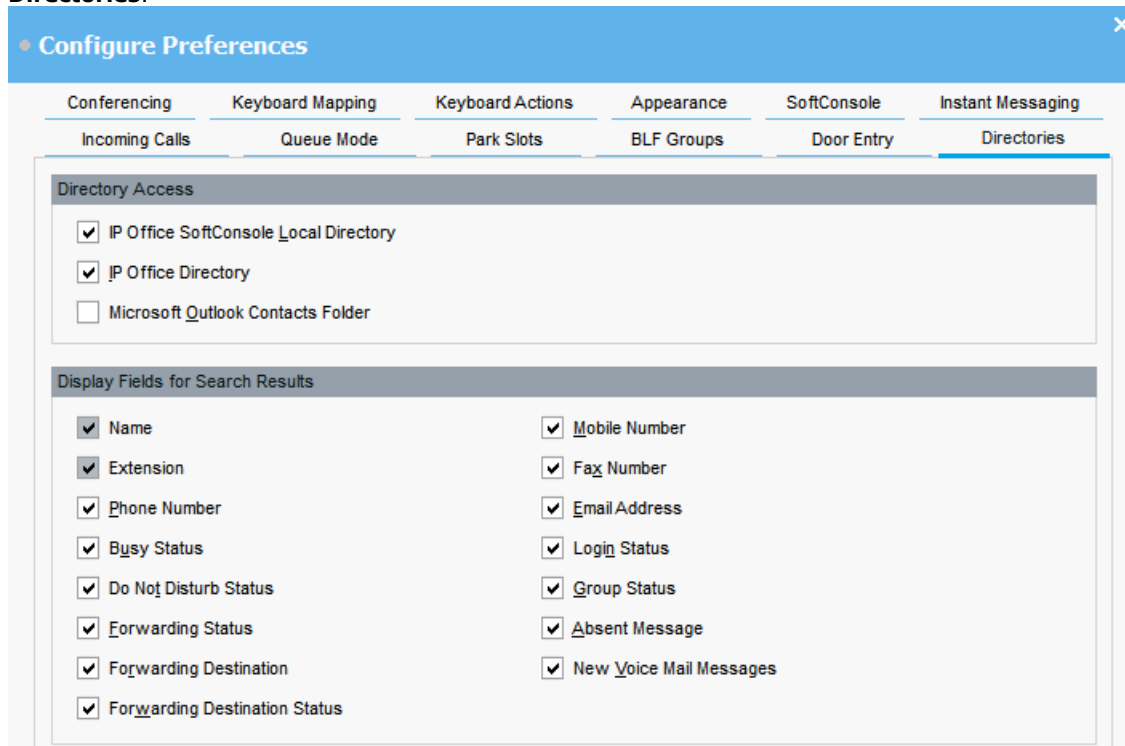 Directories.
Configure Preferences
Conferencing Keyboard Mapping Keyboard Actions Appearance SoftConsole Instant Messaging
Incoming Calls Queue Mode Park Slots BLF Groups Door Entry Directories
Directory Access
IP Office SoftConsole Local Directory
IP Office Directory
Microsoft Outlook Contacts Folder
Display Fields for Search Results
Name Mobile Number
Extension Fax Number
Phone Number Email Address
Busy Status Login Status
Do Not Disturb Status Group Status
Forwarding Status Absent Message
Forwarding Destination New Voice Mail Messages
Forwarding Destination Status